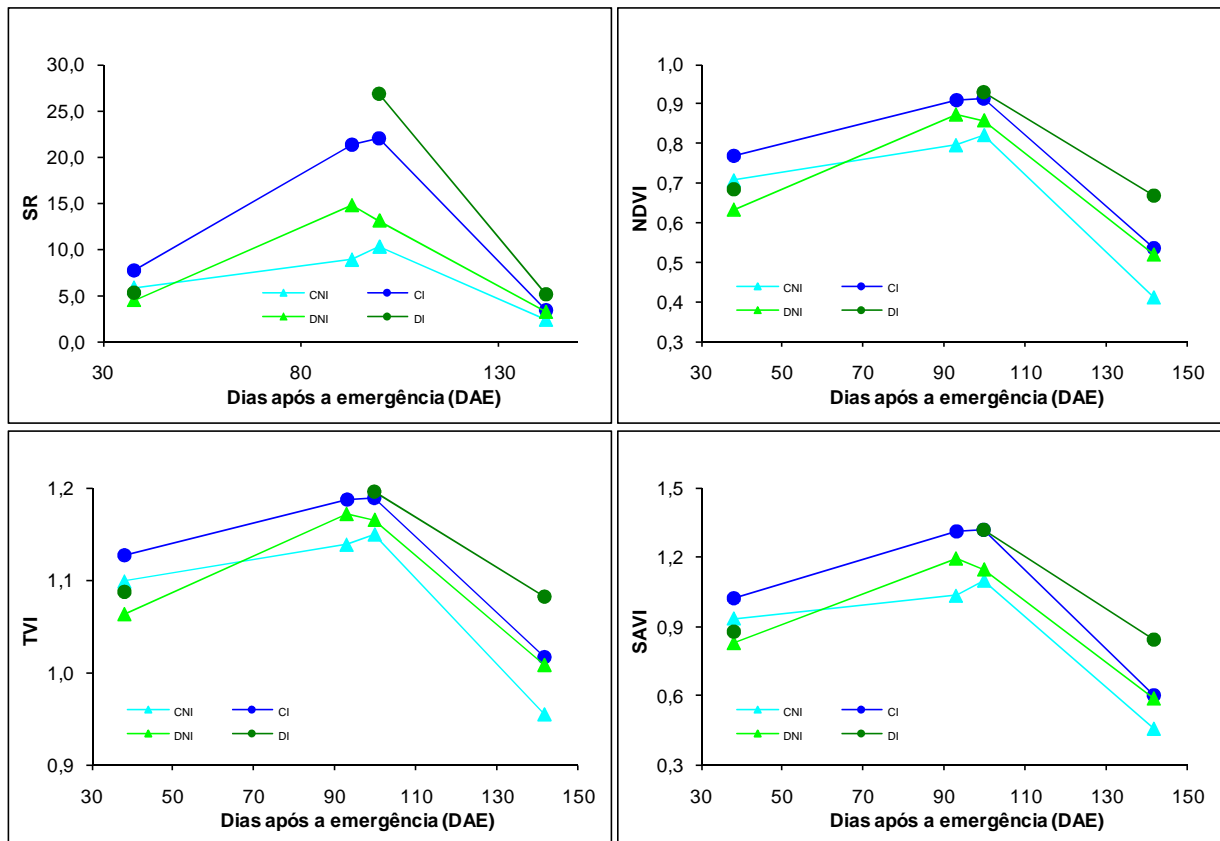 SR
30,0
25,0
20,0
15,0
10,0
5,0
0,0
CNI CI
DNI DI
30 80 130
Dias após a emergência (DAE)
NDVI
1,0
0,9
0,8
0,7
0,6
0,5
0,4
0,3
CNI CI
DNI DI
30 50 70 90 110 130 150
Dias após a emergência (DAE)
TVI
1,2
1,1
1,0
0,9
CNI CI
DNI DI
30 50 70 90 110 130 150
Dias após a emergência (DAE)
SAVI
1,5
1,2
0,9
0,6
0,3
CNI CI
DNI DI
30 50 70 90 110 130 150
Dias após a emergência (DAE)